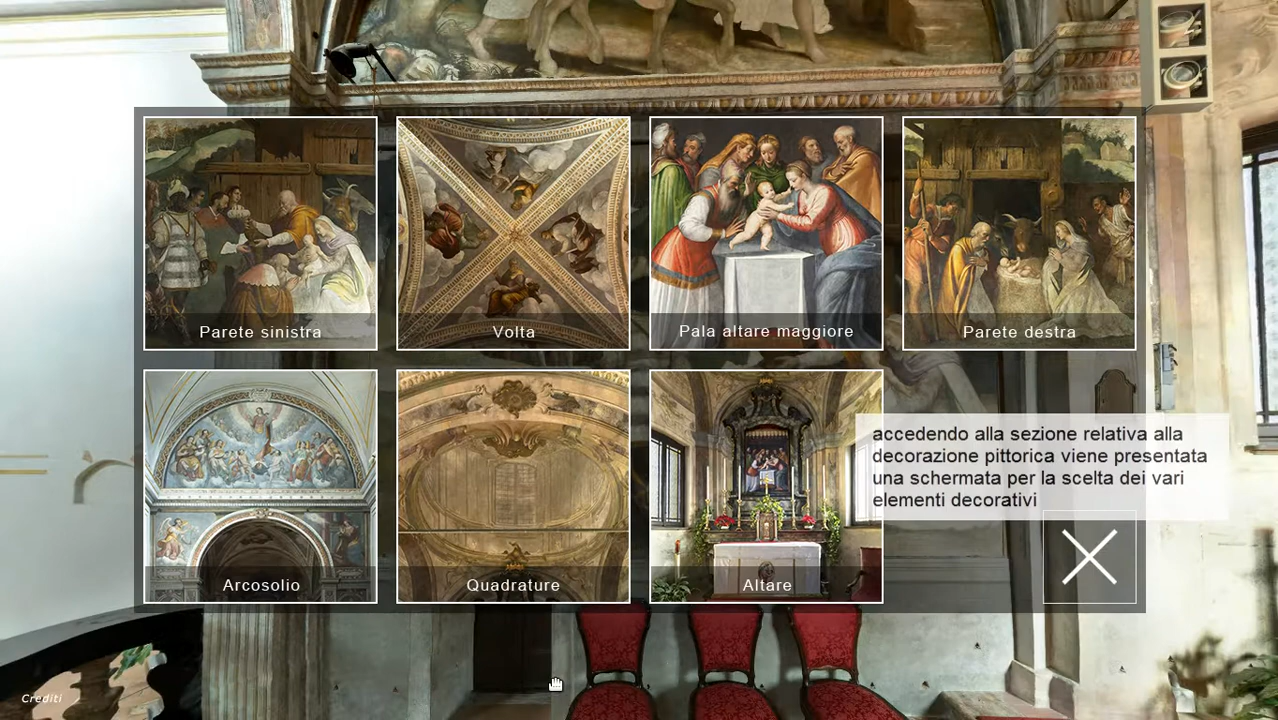 Parete sinistra
Volta
Pala altare maggiore
Parete destra
accedendo alla sezione relativa alla
decorazione pittorica viene presentata
una schermata per la scelta dei vari
elementi decorativi
Arcosolio
Quadrature
Altare
Crediti